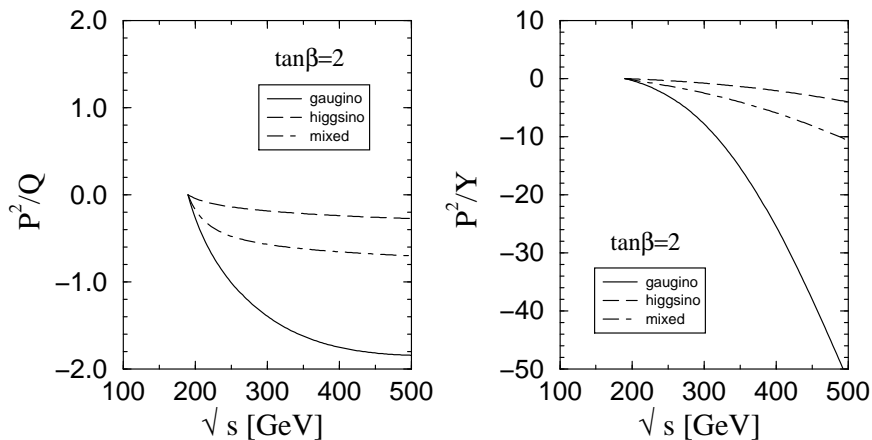 2.0
1.0
0.0
−1.0
−2.0
100
200
300
400
500
P²/Q
√ s [GeV]
tanβ=2
gaugino
higgsino
mixed
10
0
−10
−20
−30
−40
−50
100
200
300
400
500
P²/Y
√ s [GeV]
tanβ=2
gaugino
higgsino
mixed